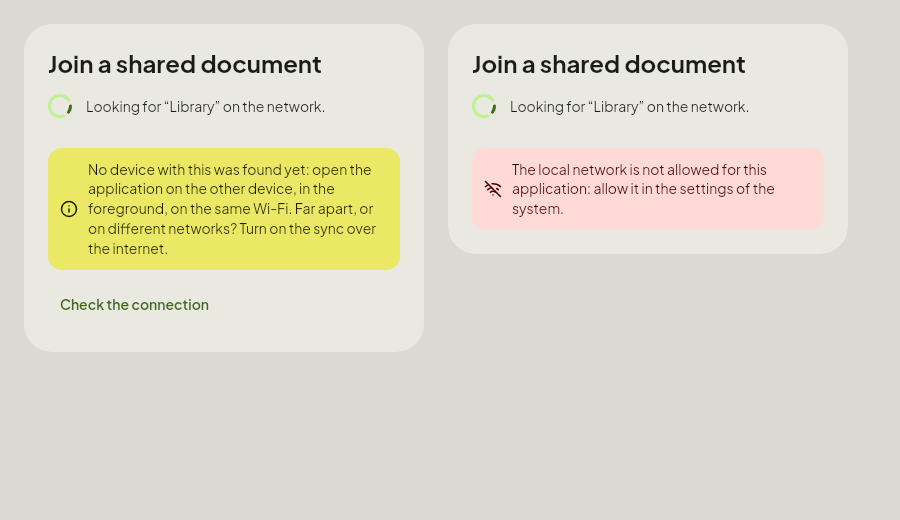 Join a shared document
Looking for “Library” on the network.
No device with this was found yet: open the
application on the other device, in the
foreground, on the same Wi-Fi. Far apart, or
on different networks? Turn on the sync over
the internet.
Check the connection
Join a shared document
Looking for “Library” on the network.
The local network is not allowed for this
application: allow it in the settings of the
system.